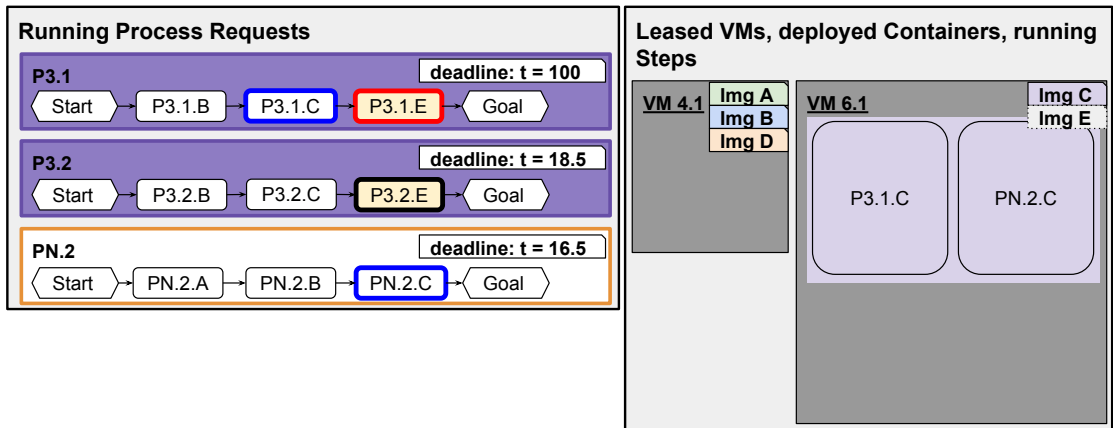 Running Process Requests
P3.1
deadline: t = 100
Start
P3.1.B
P3.1.C
P3.1.E
Goal
P3.2
deadline: t = 18.5
Start
P3.2.B
P3.2.C
P3.2.E
Goal
PN.2
deadline: t = 16.5
Start
PN.2.A
PN.2.B
PN.2.C
Goal
Leased VMs, deployed Containers, running
Steps
VM 4.1
Img A
Img B
Img D
VM 6.1
Img C
Img E
P3.1.C
PN.2.C